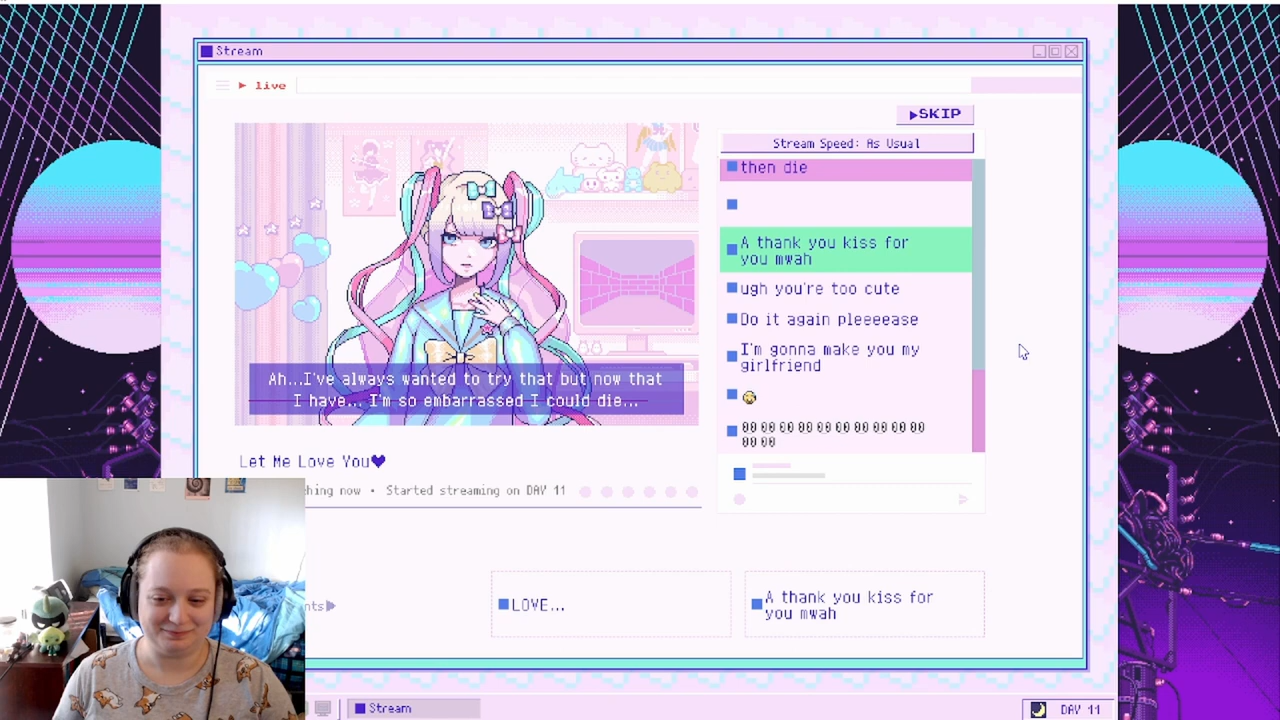 Stream
live
▶SKIP
Stream Speed: As Usual
then die
A thank you kiss for
you mwah
ugh you're too cute
Do it again pleeeease
I'm gonna make you my
girlfriend
Ah...I've always wanted to try that but now that
I have... I'm so embarrassed I could die...
Let Me Love You♥
hing now • Started streaming on DAY 11
nts▶
LOVE...
A thank you kiss for
you mwah
Stream
DAY 11